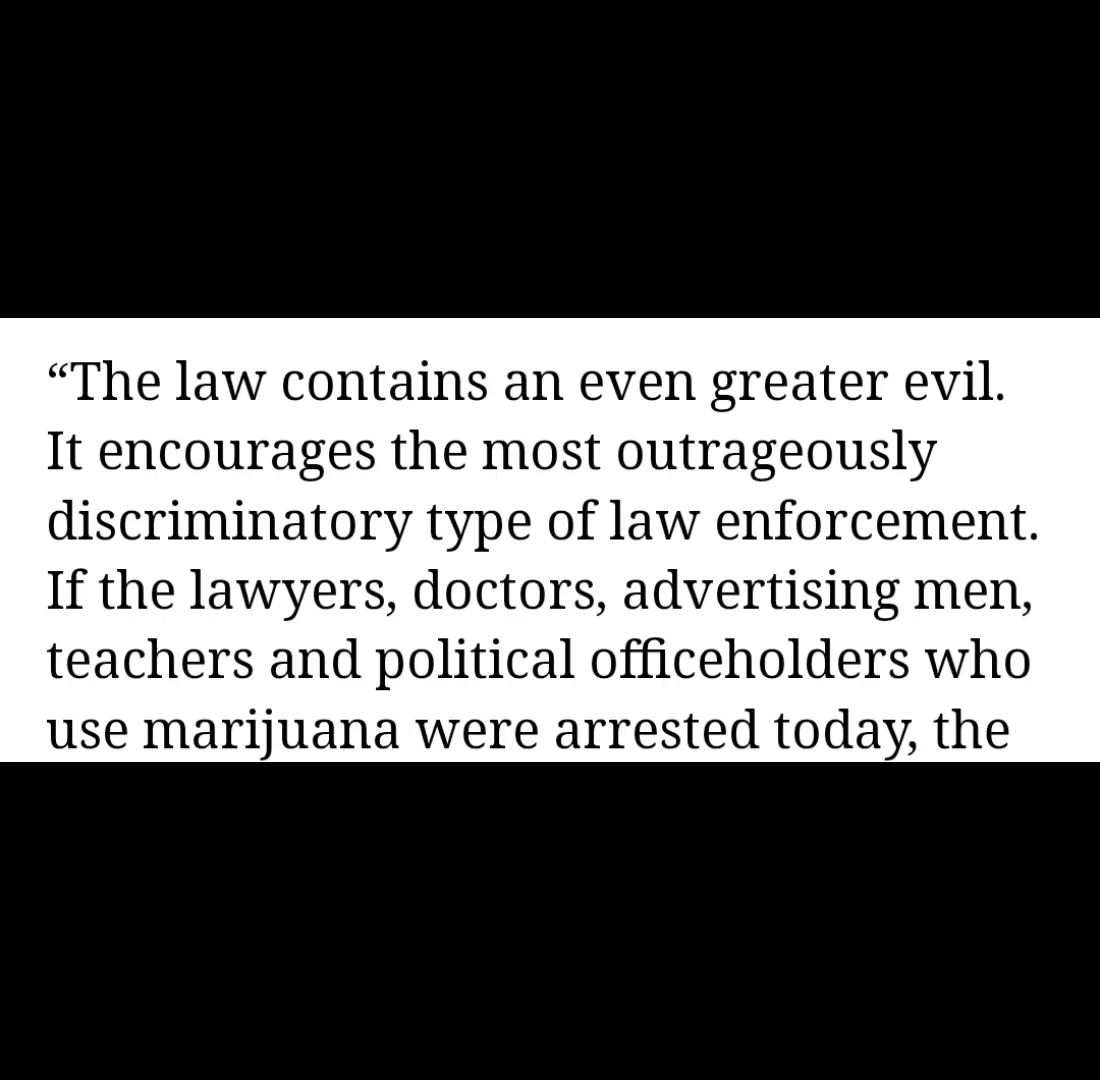 “The law contains an even greater evil.
It encourages the most outrageously
discriminatory type of law enforcement.
If the lawyers, doctors, advertising men,
teachers and political officeholders who
use marijuana were arrested today, the